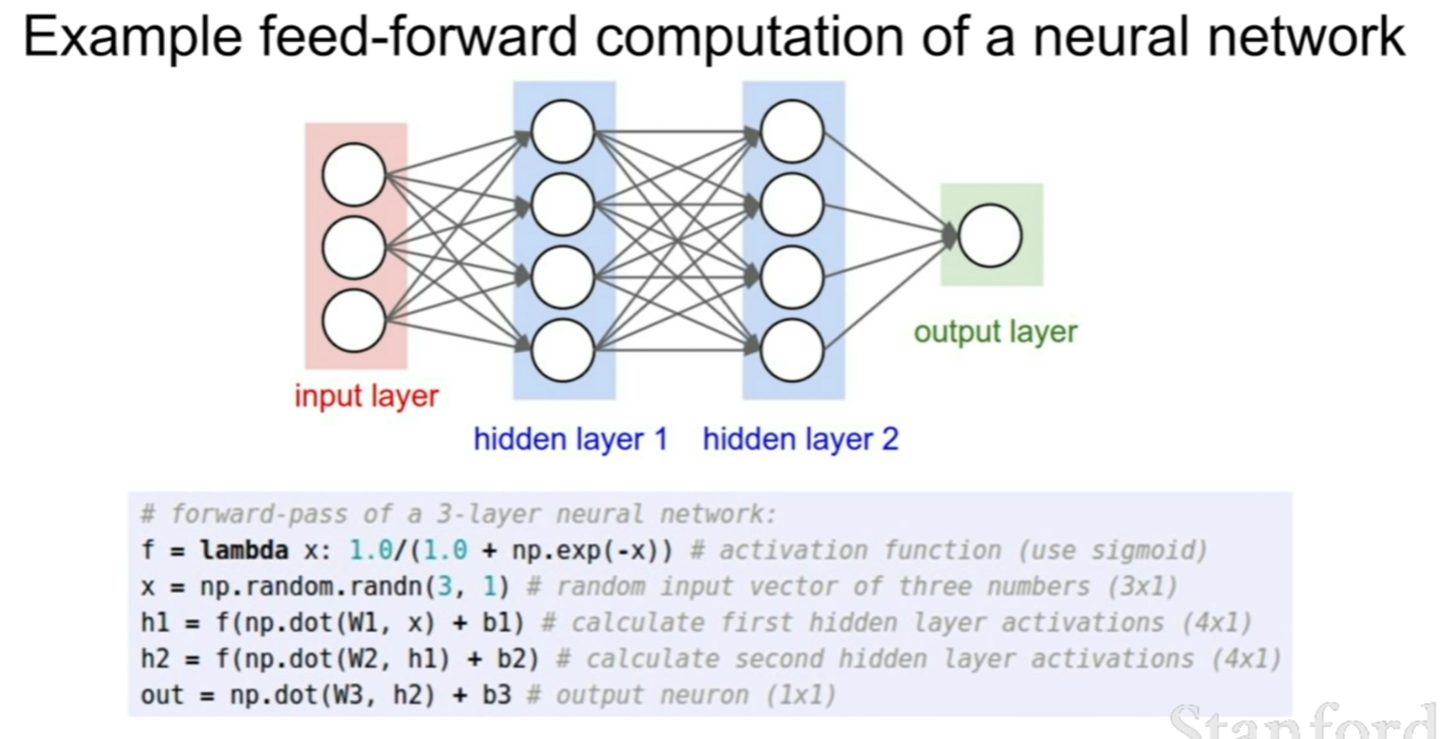 Example feed-forward computation of a neural network
input layer
hidden layer 1
hidden layer 2
output layer
# forward-pass of a 3-layer neural network:
f = lambda x: 1.0/(1.0 + np.exp(-x)) # activation function (use sigmoid)
x = np.random.randn(3, 1) # random input vector of three numbers (3x1)
h1 = f(np.dot(W1, x) + b1) # calculate first hidden layer activations (4x1)
h2 = f(np.dot(W2, h1) + b2) # calculate second hidden layer activations (4x1)
out = np.dot(W3, h2) + b3 # output neuron (1x1)
Stanford